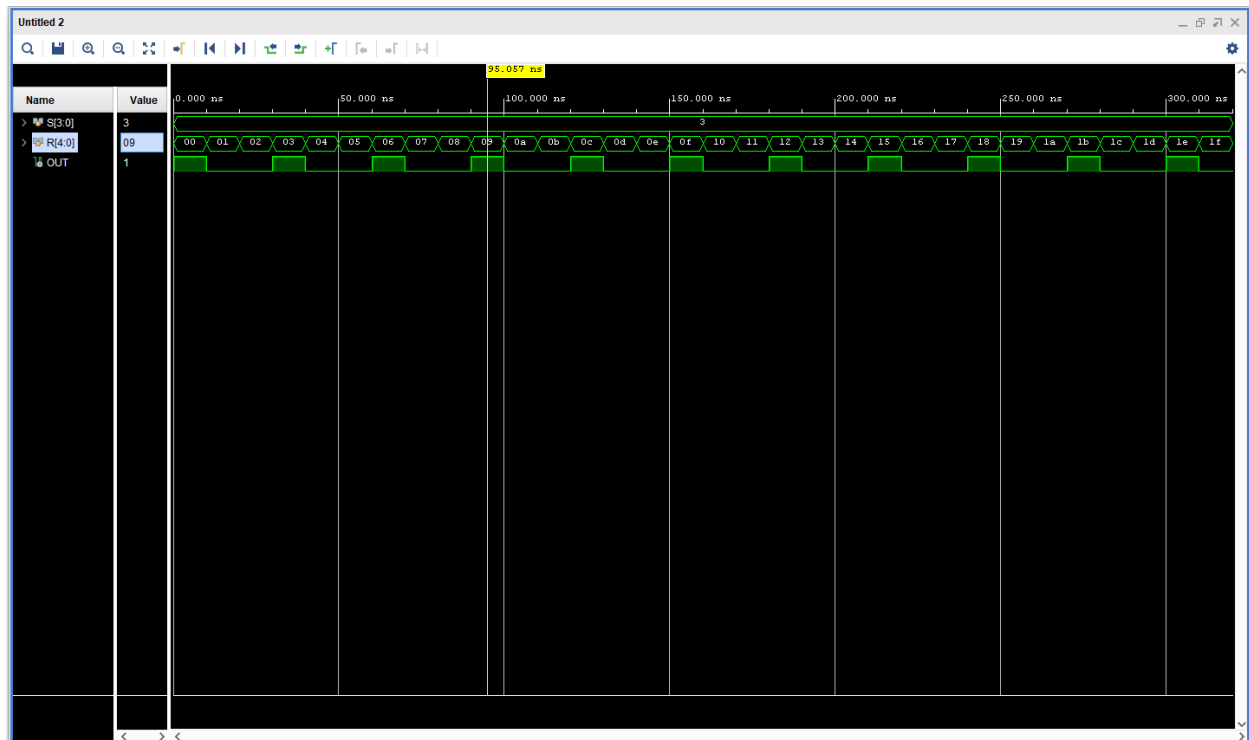 Untitled 2
95.057 ns
Name Value 0.000 ns 50.000 ns 100.000 ns 150.000 ns 200.000 ns 250.000 ns 300.000 ns
S[3:0] 3 3
R[4:0] 09 00 01 02 03 04 05 06 07 08 09 0a 0b 0c 0d 0e 0f 10 11 12 13 14 15 16 17 18 19 1a 1b 1c 1d 1e 1f
OUT 1